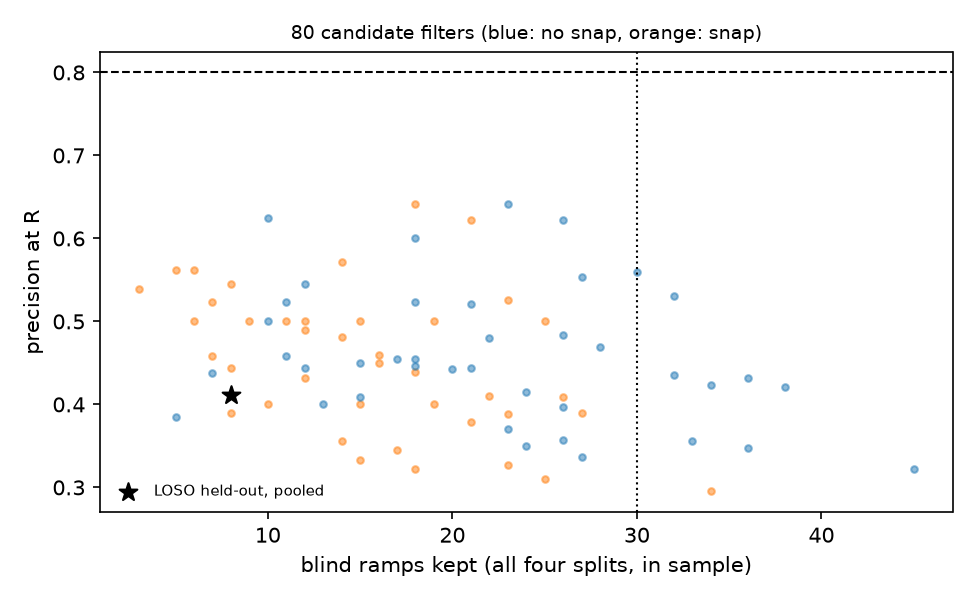 80 candidate filters (blue: no snap, orange: snap)
precision at R
0.8
0.7
0.6
0.5
0.4
0.3
LOSO held-out, pooled
10 20 30 40
blind ramps kept (all four splits, in sample)